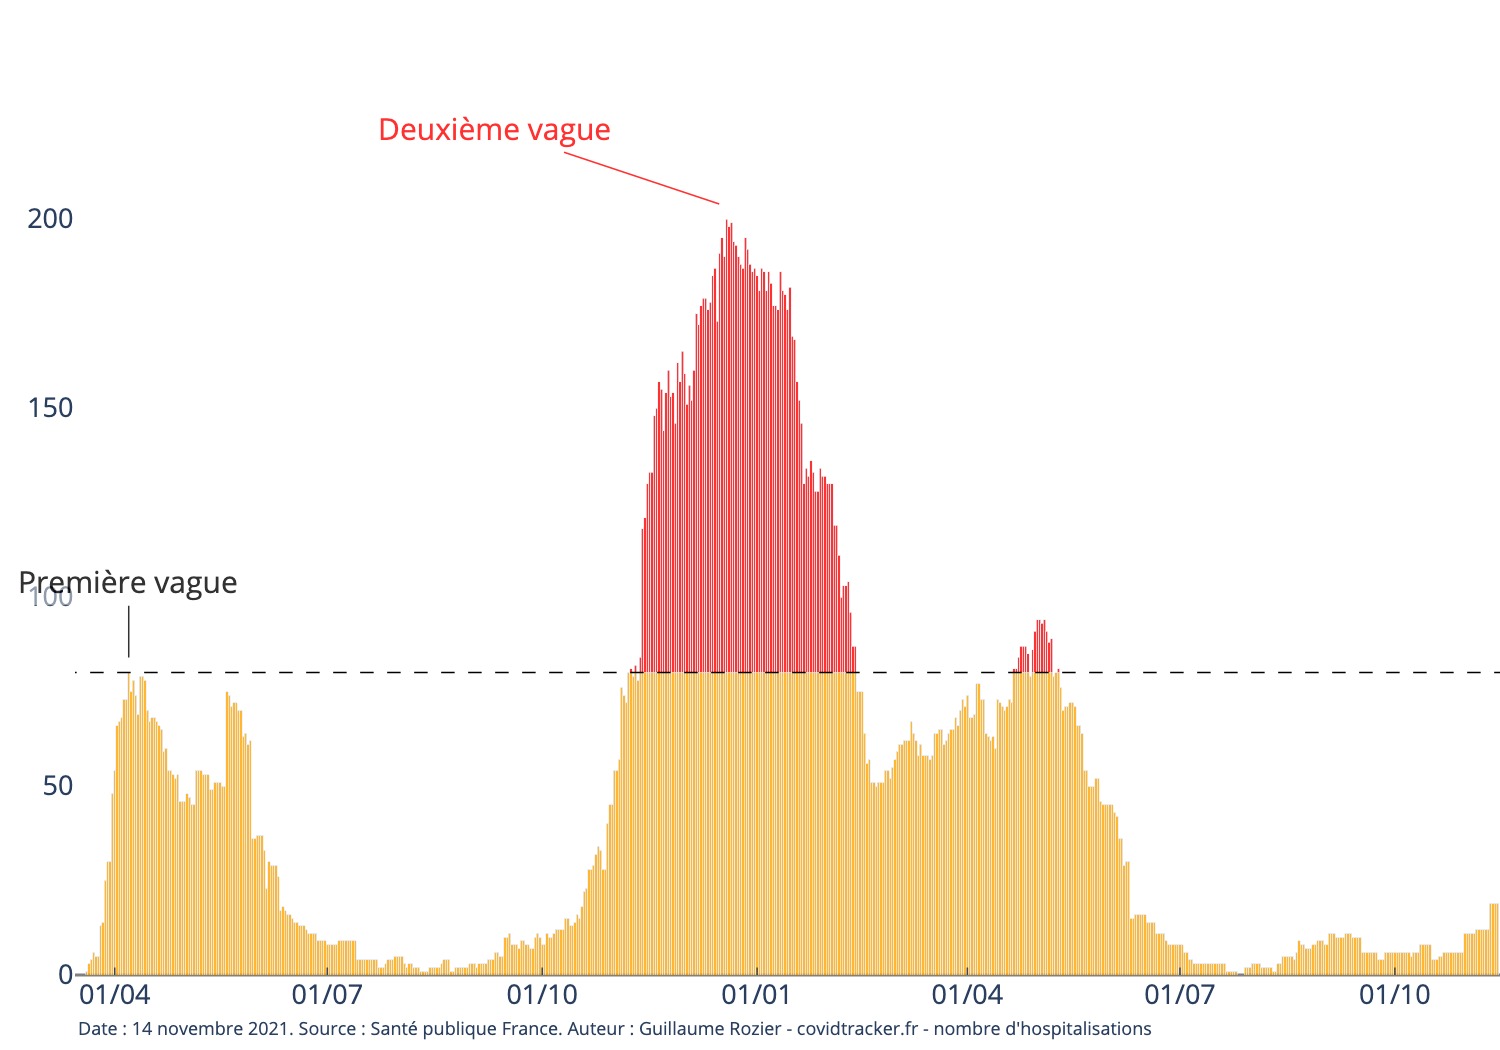 Deuxième vague
200
150
Première vague
100
50
0
01/04 01/07 01/10 01/01 01/04 01/07 01/10
Date : 14 novembre 2021. Source : Santé publique France. Auteur : Guillaume Rozier - covidtracker.fr - nombre d'hospitalisations